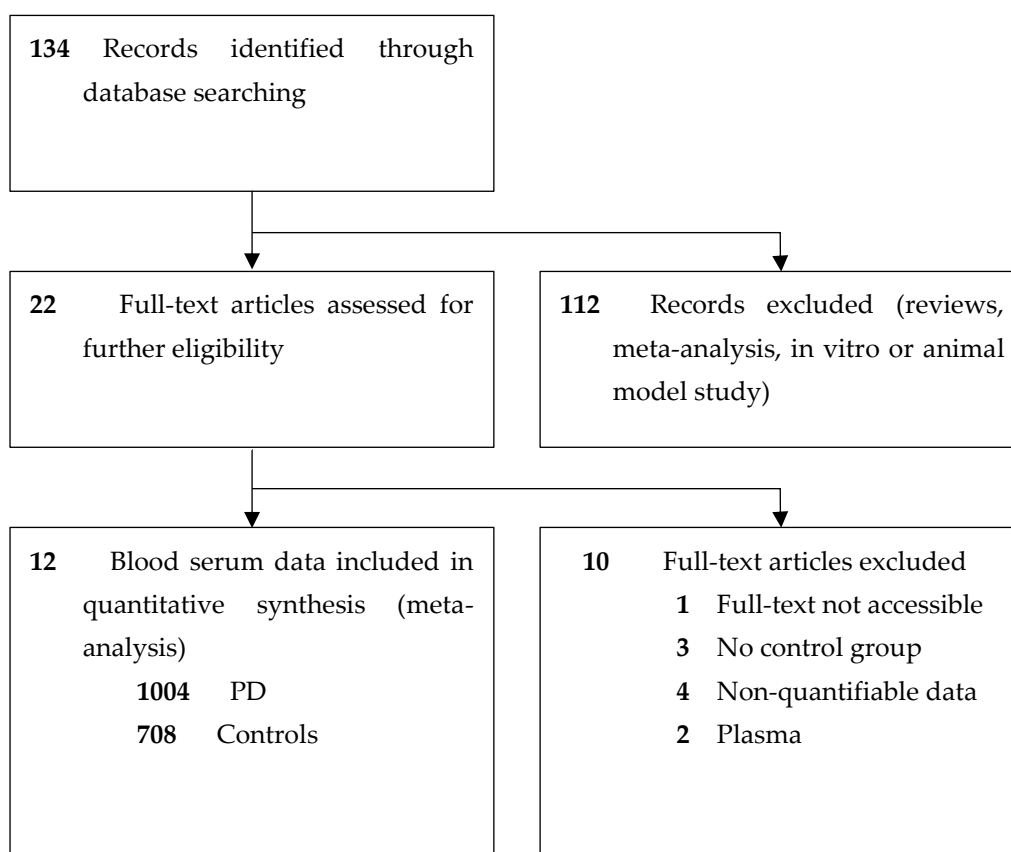 134 Records identified through
database searching
22 Full-text articles assessed for
further eligibility
112 Records excluded (reviews,
meta-analysis, in vitro or animal
model study)
12 Blood serum data included in
quantitative synthesis (meta-
analysis)
1004 PD
708 Controls
10 Full-text articles excluded
1 Full-text not accessible
3 No control group
4 Non-quantifiable data
2 Plasma